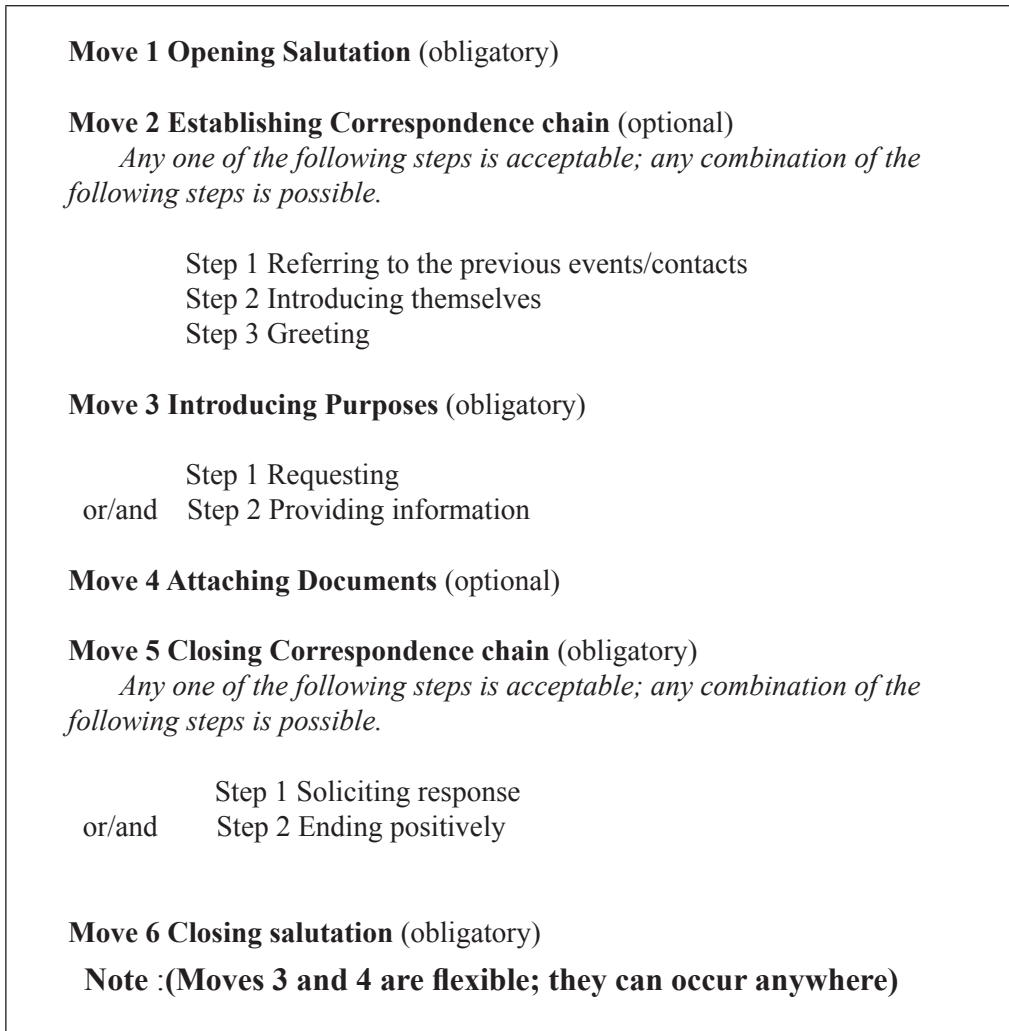 Move 1 Opening Salutation (obligatory)
Move 2 Establishing Correspondence chain (optional)
Any one of the following steps is acceptable; any combination of the
following steps is possible.
Step 1 Referring to the previous events/contacts
Step 2 Introducing themselves
Step 3 Greeting
Move 3 Introducing Purposes (obligatory)
Step 1 Requesting
or/and Step 2 Providing information
Move 4 Attaching Documents (optional)
Move 5 Closing Correspondence chain (obligatory)
Any one of the following steps is acceptable; any combination of the
following steps is possible.
Step 1 Soliciting response
or/and Step 2 Ending positively
Move 6 Closing salutation (obligatory)
Note :(Moves 3 and 4 are flexible; they can occur anywhere)